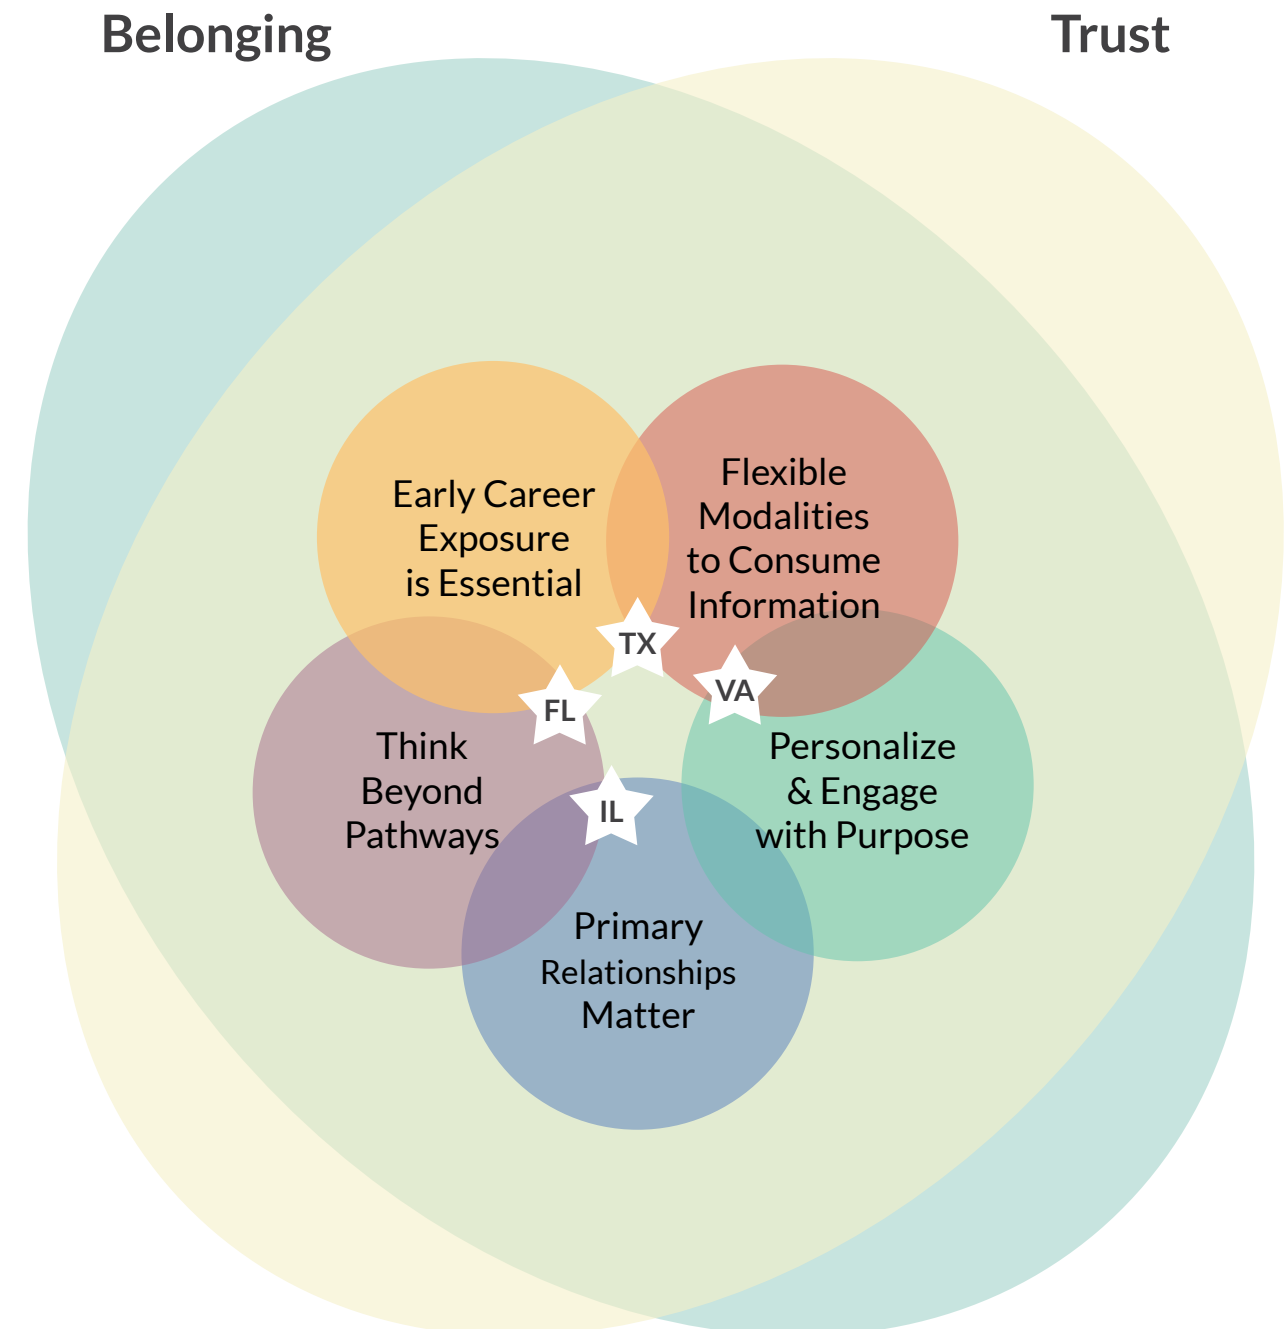 Belonging
Trust
Early Career
Exposure
is Essential
Flexible
Modalities
to Consume
Information
TX
VA
FL
Think
Beyond
Pathways
Personalize
& Engage
with Purpose
IL
Primary
Relationships
Matter